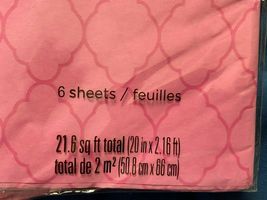 6 sheets / feuilles
21.6 sq ft total (20 in x 2.16 ft)
total de 2 m² (50.8 cm x 66 cm)